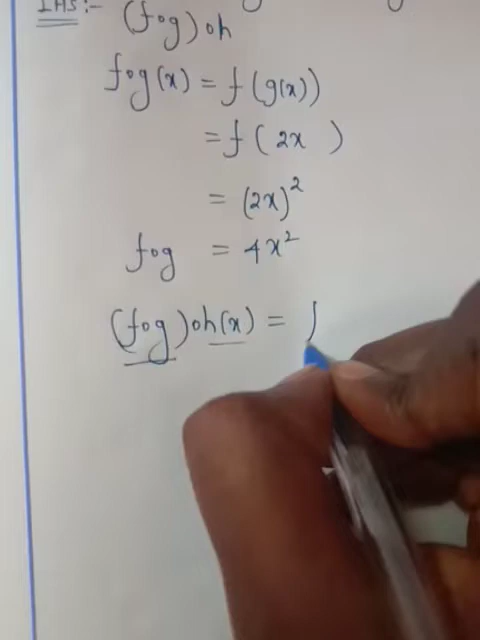 LHS :-
(fog)oh
fog(x) = f(g(x))
= f(2x )
= (2x)²
fog = 4x²
(fog)oh(x) =